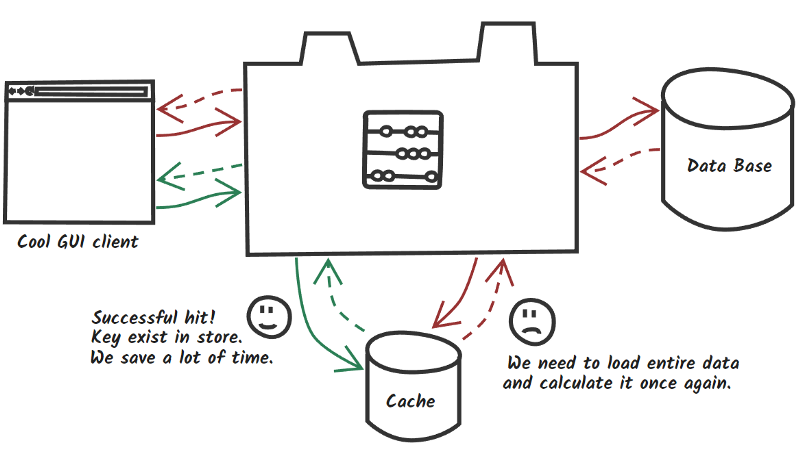 Cool GUI client
Data Base
Successful hit!
Key exist in store.
We save a lot of time.
Cache
We need to load entire data
and calculate it once again.